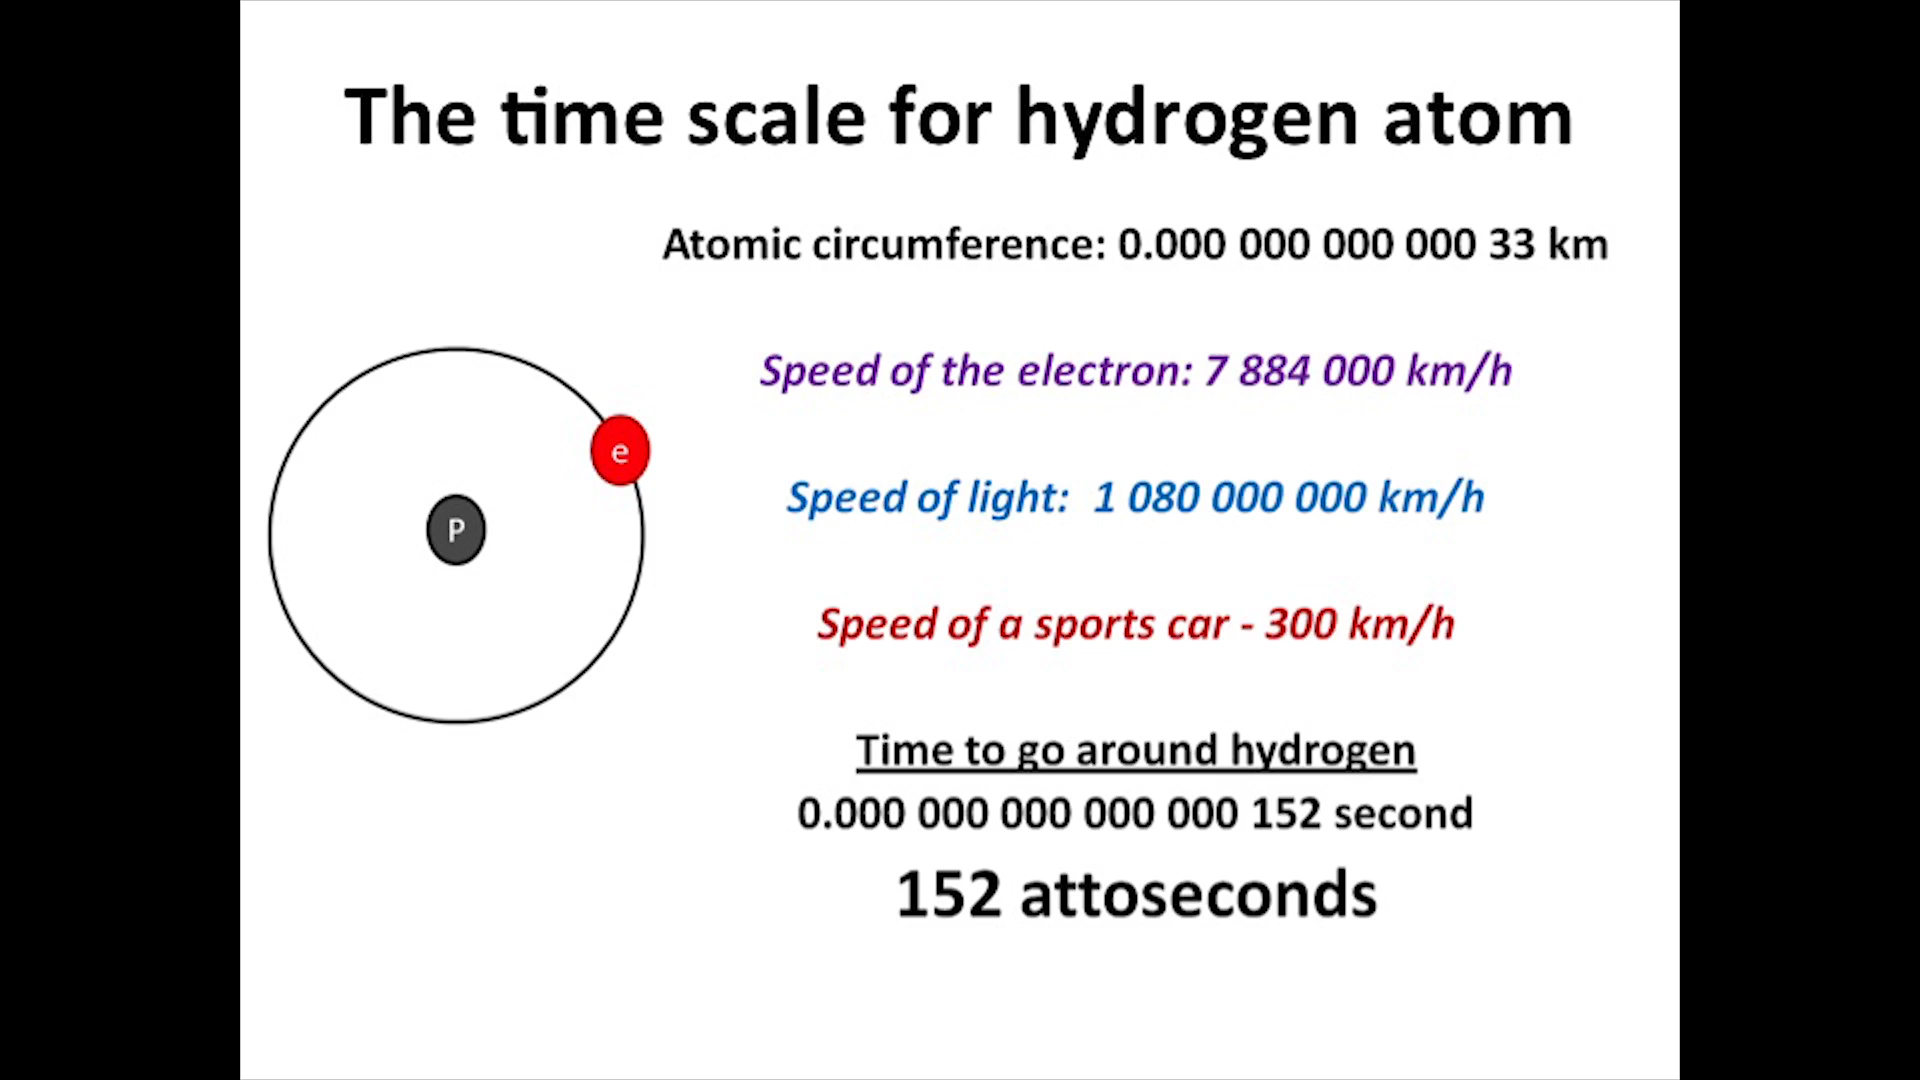 The time scale for hydrogen atom
Atomic circumference: 0.000 000 000 000 33 km
Speed of the electron: 7 884 000 km/h
e
Speed of light: 1 080 000 000 km/h
P
Speed of a sports car - 300 km/h
Time to go around hydrogen
0.000 000 000 000 000 152 second
152 attoseconds